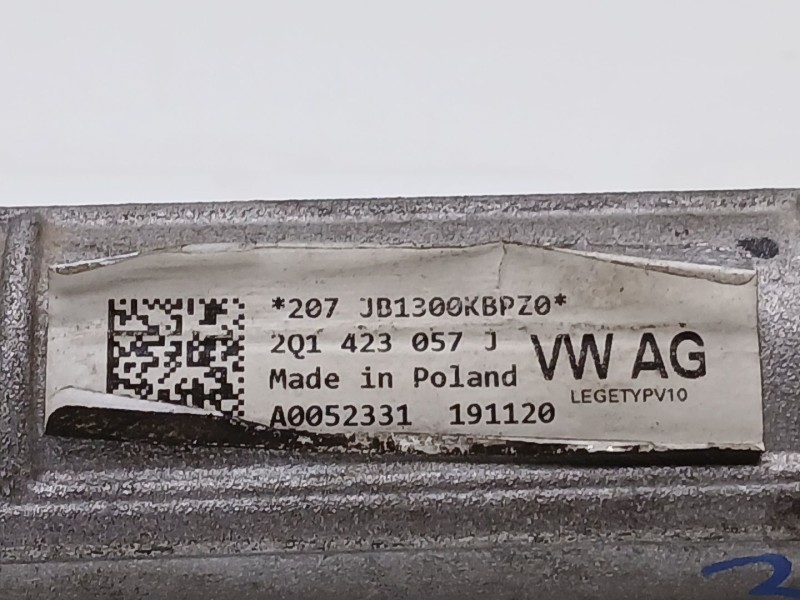 *207 JB1300KBPZ0*
2Q1 423 057 J
VW AG
Made in Poland
LEGETYPV10
A0052331 191120